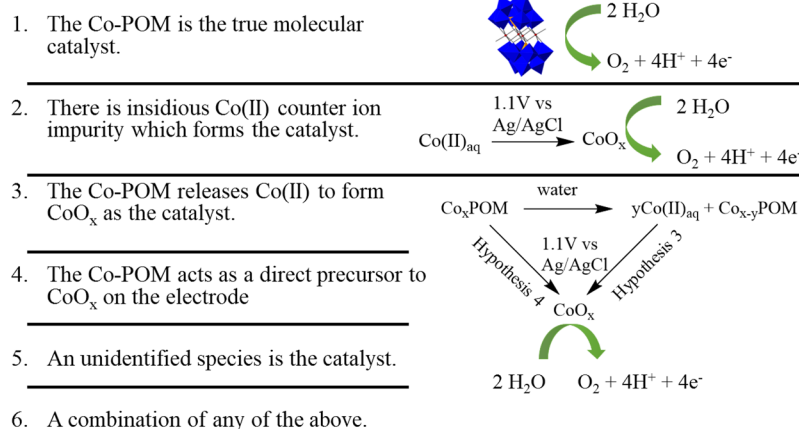 1. The Co-POM is the true molecular
catalyst.
2 H₂O
O₂ + 4H⁺ + 4e⁻
2. There is insidious Co(II) counter ion
impurity which forms the catalyst.
Co(II)aq
1.1V vs
Ag/AgCl
CoOₓ
2 H₂O
O₂ + 4H⁺ + 4e⁻
3. The Co-POM releases Co(II) to form
CoOₓ as the catalyst.
CoₓPOM
water
yCo(II)aq + Coₓ₋yPOM
1.1V vs
Ag/AgCl
Hypothesis 4
Hypothesis 3
4. The Co-POM acts as a direct precursor to
CoOₓ on the electrode
CoOₓ
2 H₂O
O₂ + 4H⁺ + 4e⁻
5. An unidentified species is the catalyst.
6. A combination of any of the above.